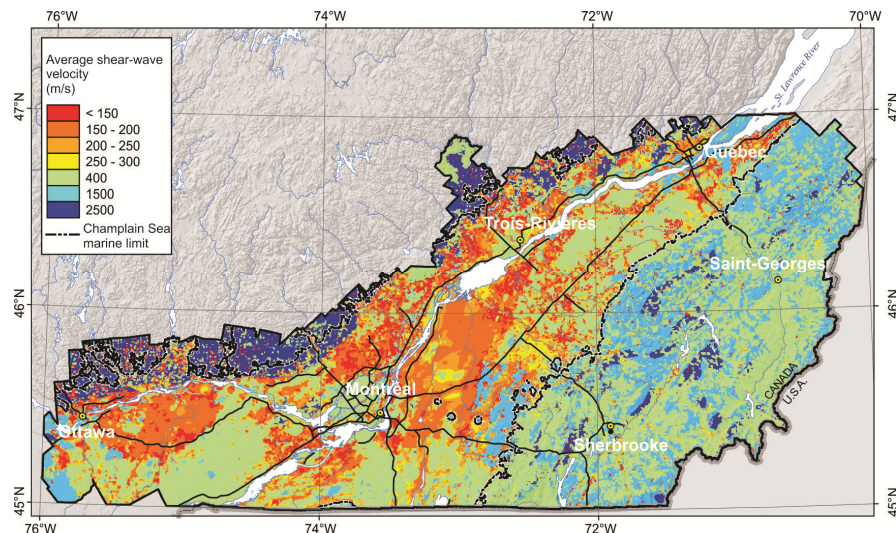 76°W
74°W
72°W
70°W
Average shear-wave
velocity
(m/s)
< 150
150 - 200
200 - 250
250 - 300
400
1500
2500
Champlain Sea
marine limit
St. Lawrence River
47°N
47°N
Québec
Trois-Rivières
Saint-Georges
46°N
46°N
CANADA
U.S.A.
Montréal
Ottawa
Sherbrooke
45°N
45°N
76°W
74°W
72°W